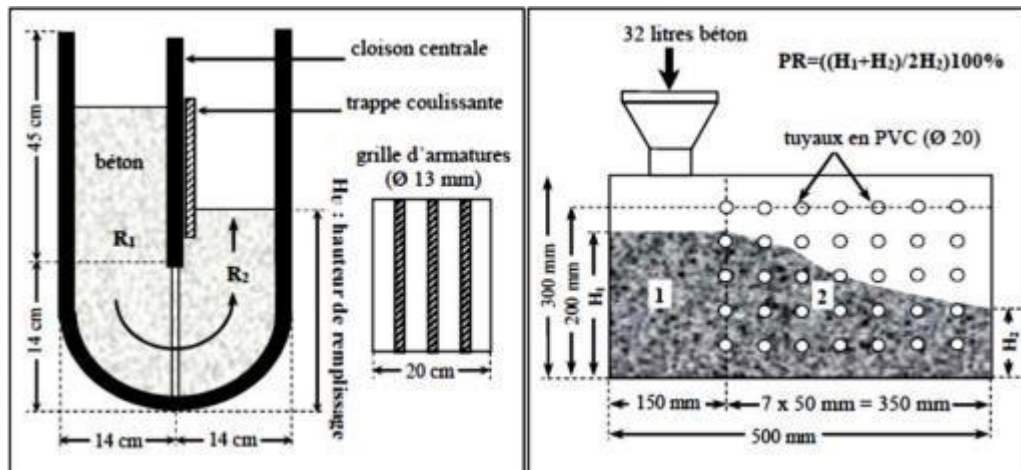 cloison centrale
trappe coulissante
45 cm
béton
grille d'armatures
(Ø 13 mm)
R₁
R₂
HU : hauteur de remplissage
14 cm
20 cm
14 cm
14 cm
32 litres béton
PR=((H₁+H₂)/2H₂)100%
tuyaux en PVC (Ø 20)
300 mm
200 mm
H₁
1
2
H₂
150 mm
7 x 50 mm = 350 mm
500 mm